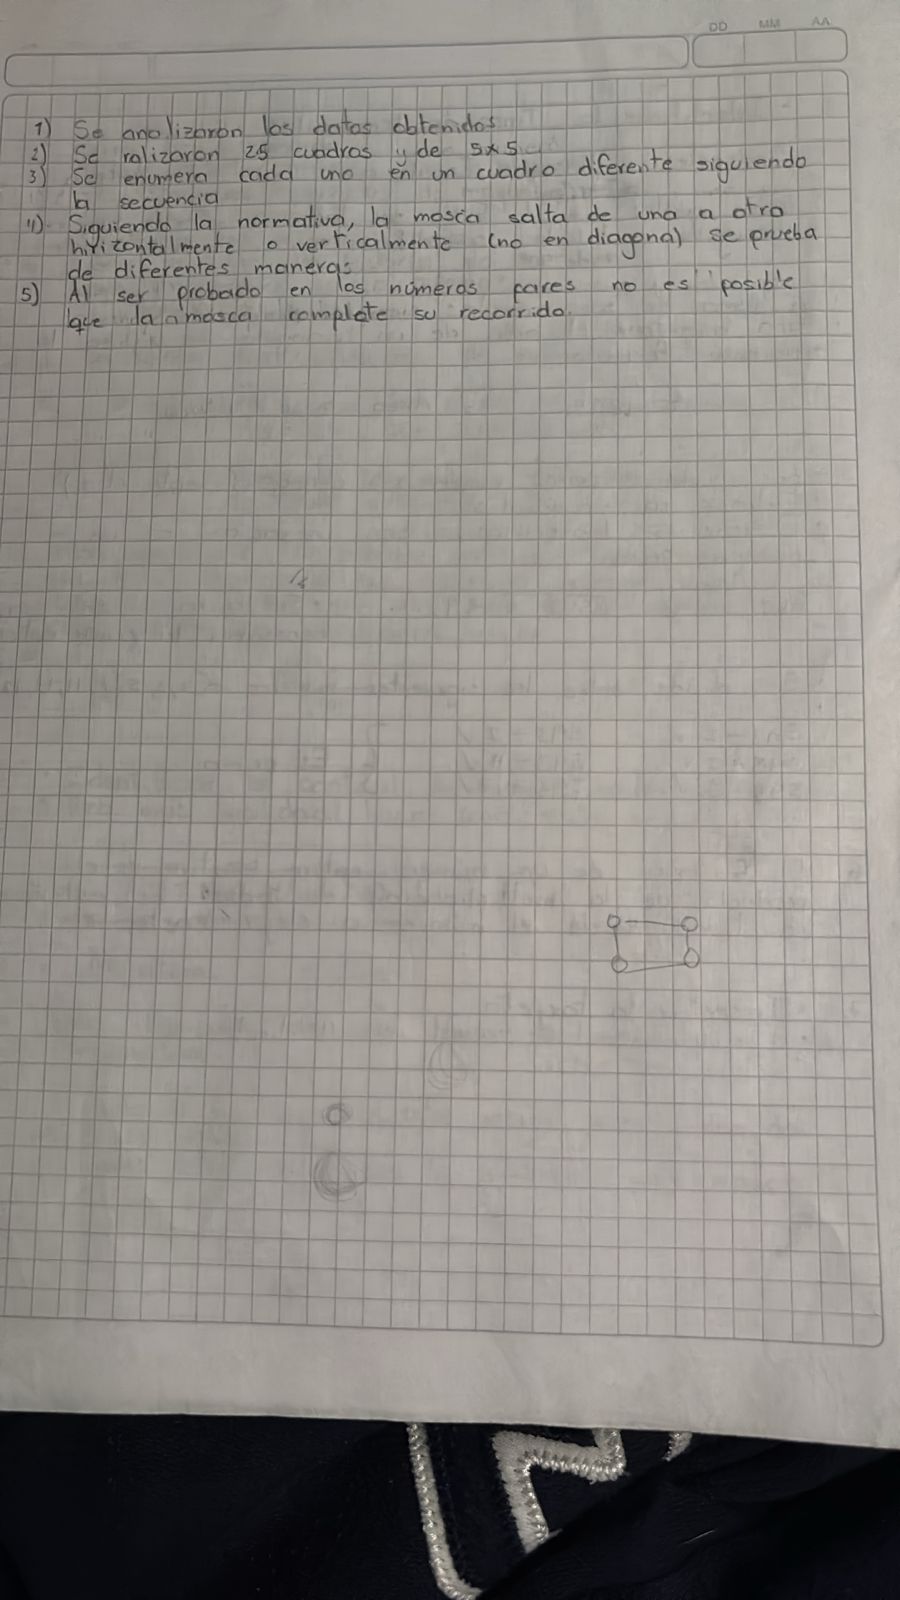 DD MM AA
1) Se analizaron los datos obtenidos
2) Se ralizaron 25 cuadros y de 5x5
3) Se enumera cada uno en un cuadro diferente siguiendo
la secuencia
4) Siguiendo la normativa, la mosca salta de una a otra
hirizontalmente o verticalmente (no en diagonal) se prueba
de diferentes maneras
5) Al ser probado en los números pares no es posible
que la mosca complete su recorrido